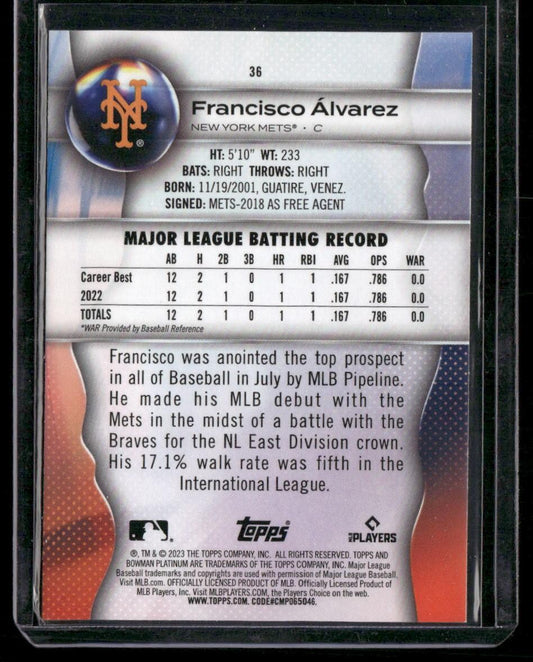 36
NY®
Francisco Álvarez
NEW YORK METS® · C
HT: 5'10" WT: 233
BATS: RIGHT THROWS: RIGHT
BORN: 11/19/2001, GUATIRE, VENEZ.
SIGNED: METS-2018 AS FREE AGENT
MAJOR LEAGUE BATTING RECORD
AB H 2B 3B HR RBI AVG OPS WAR
Career Best 12 2 1 0 1 1 .167 .786 0.0
2022 12 2 1 0 1 1 .167 .786 0.0
TOTALS 12 2 1 0 1 1 .167 .786 0.0
*WAR Provided by Baseball Reference
Francisco was anointed the top prospect
in all of Baseball in July by MLB Pipeline.
He made his MLB debut with the
Mets in the midst of a battle with the
Braves for the NL East Division crown.
His 17.1% walk rate was fifth in the
International League.
topps®
MLB PLAYERS
®, TM & © 2023 THE TOPPS COMPANY, INC. ALL RIGHTS RESERVED. TOPPS AND
BOWMAN PLATINUM ARE TRADEMARKS OF THE TOPPS COMPANY, INC. Major League
Baseball trademarks and copyrights are used with permission of Major League Baseball.
Visit MLB.com. OFFICIALLY LICENSED PRODUCT OF MLB. Officially Licensed Product of
MLB Players, Inc. Visit MLBPLAYERS.com, the Players Choice on the web.
WWW.TOPPS.COM. CODE#CMP065046.